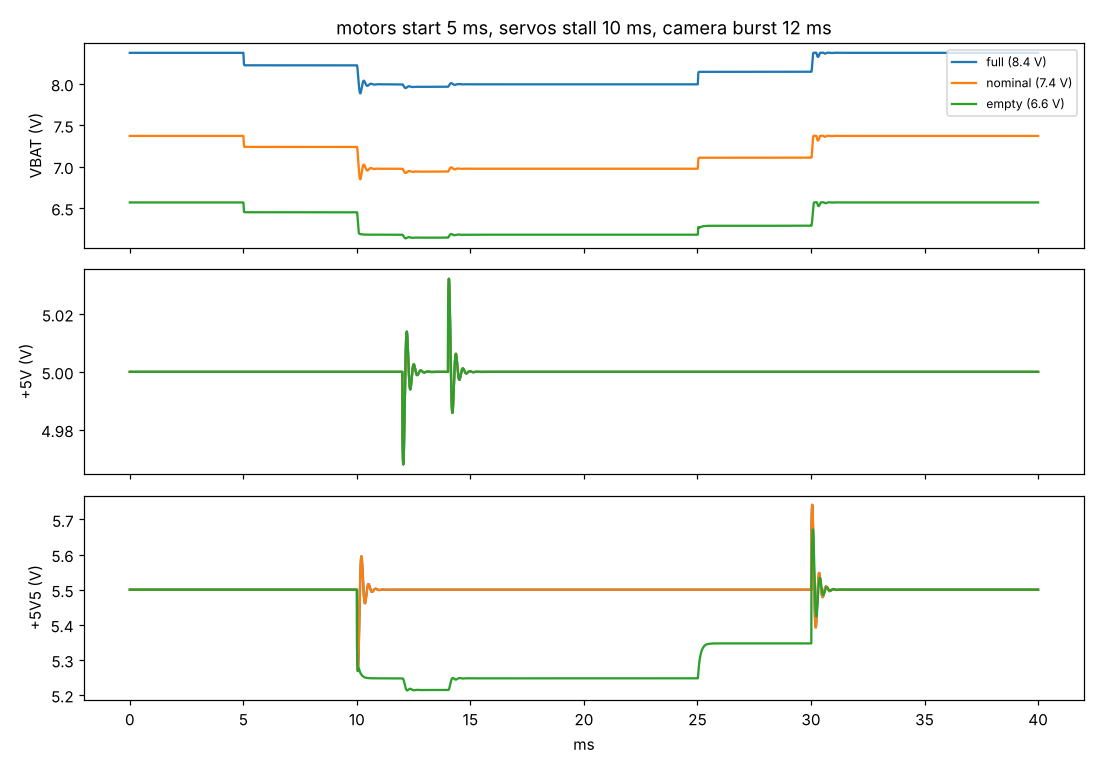 motors start 5 ms, servos stall 10 ms, camera burst 12 ms
VBAT (V)
8.0
7.5
7.0
6.5
full (8.4 V)
nominal (7.4 V)
empty (6.6 V)
+5V (V)
5.02
5.00
4.98
+5V5 (V)
5.7
5.6
5.5
5.4
5.3
5.2
0 5 10 15 20 25 30 35 40
ms